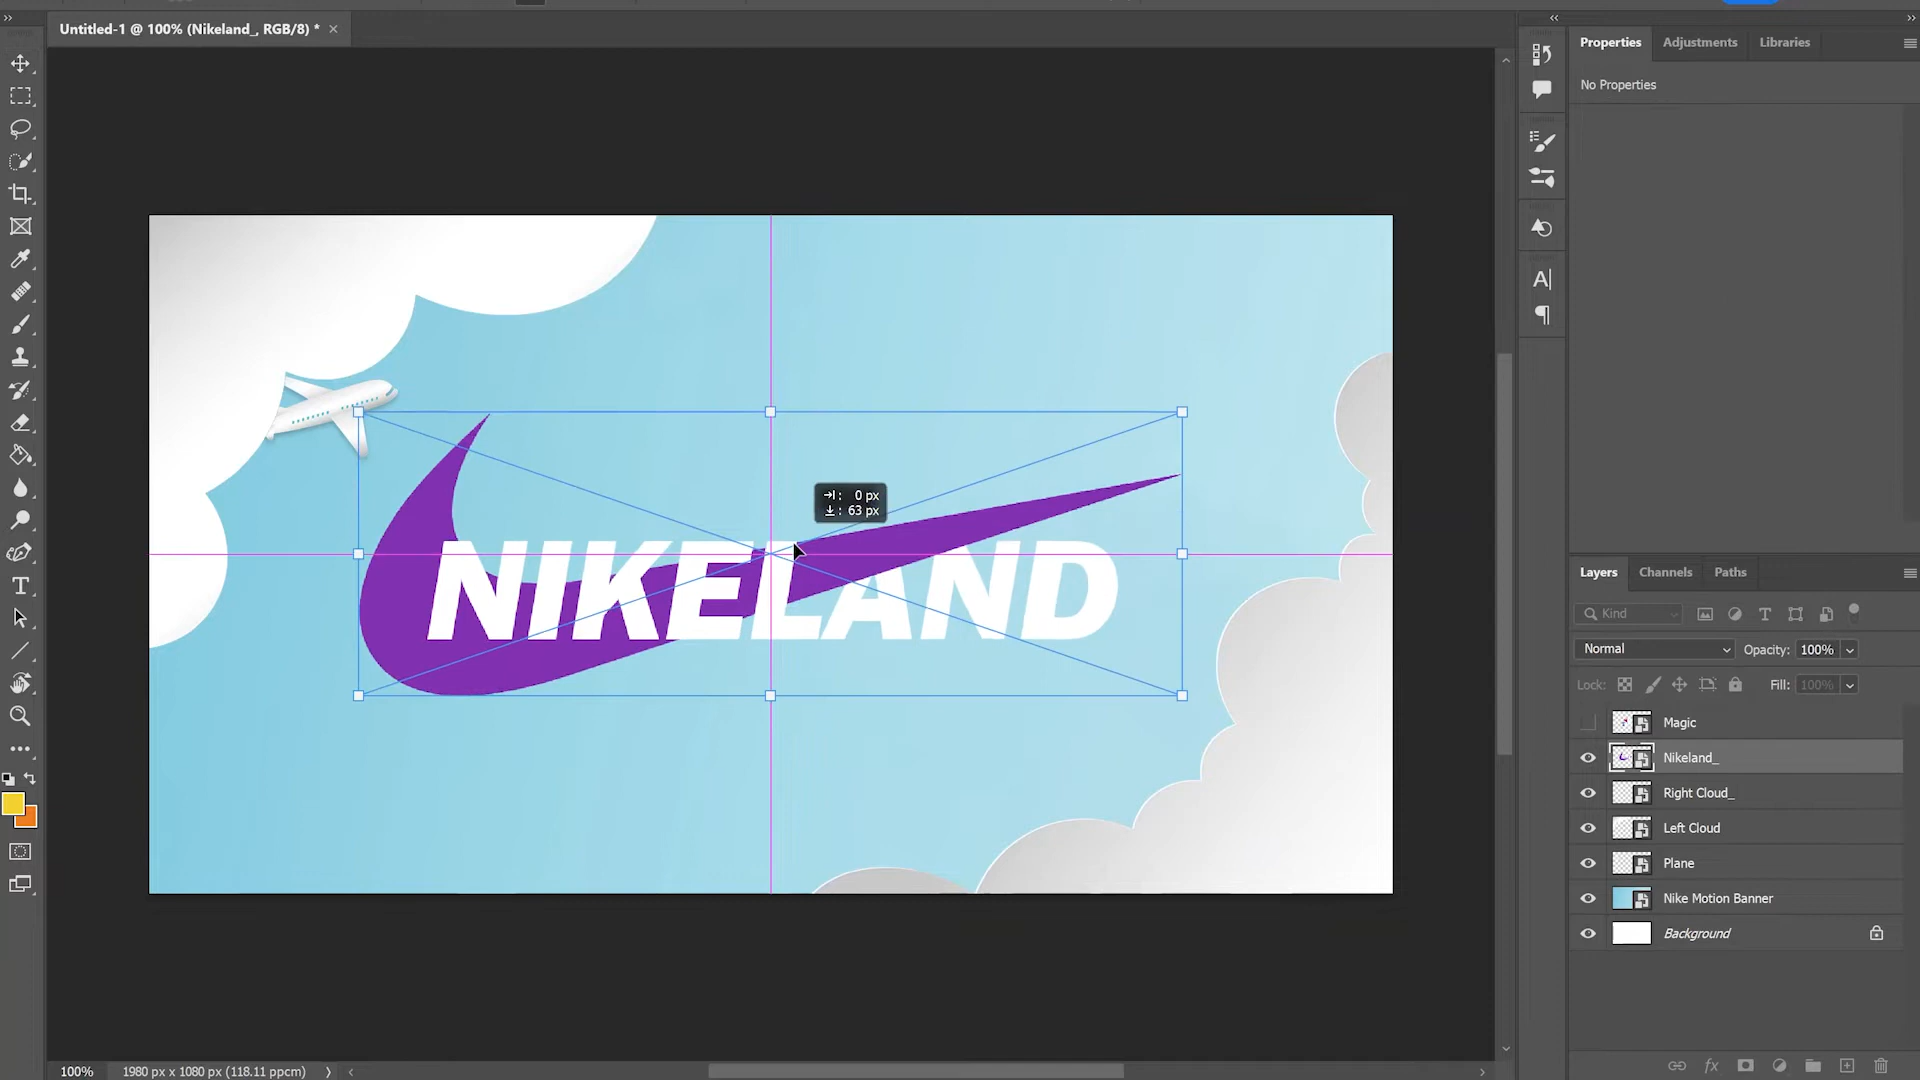 Untitled-1 @ 100% (Nikeland_, RGB/8) *
Properties
Adjustments
Libraries
No Properties
0 px
63 px
NIKELAND
Layers
Channels
Paths
Kind
Normal
Opacity: 100%
Lock:
Fill: 100%
Magic
Nikeland_
Right Cloud_
Left Cloud
Plane
Nike Motion Banner
Background
100%
1980 px x 1080 px (118.11 ppcm)